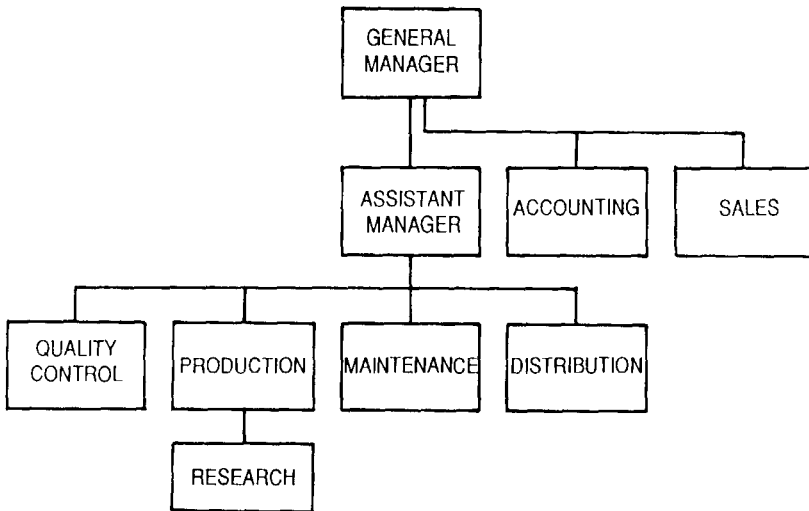 GENERAL
MANAGER
ASSISTANT
MANAGER
ACCOUNTING
SALES
QUALITY
CONTROL
PRODUCTION
MAINTENANCE
DISTRIBUTION
RESEARCH